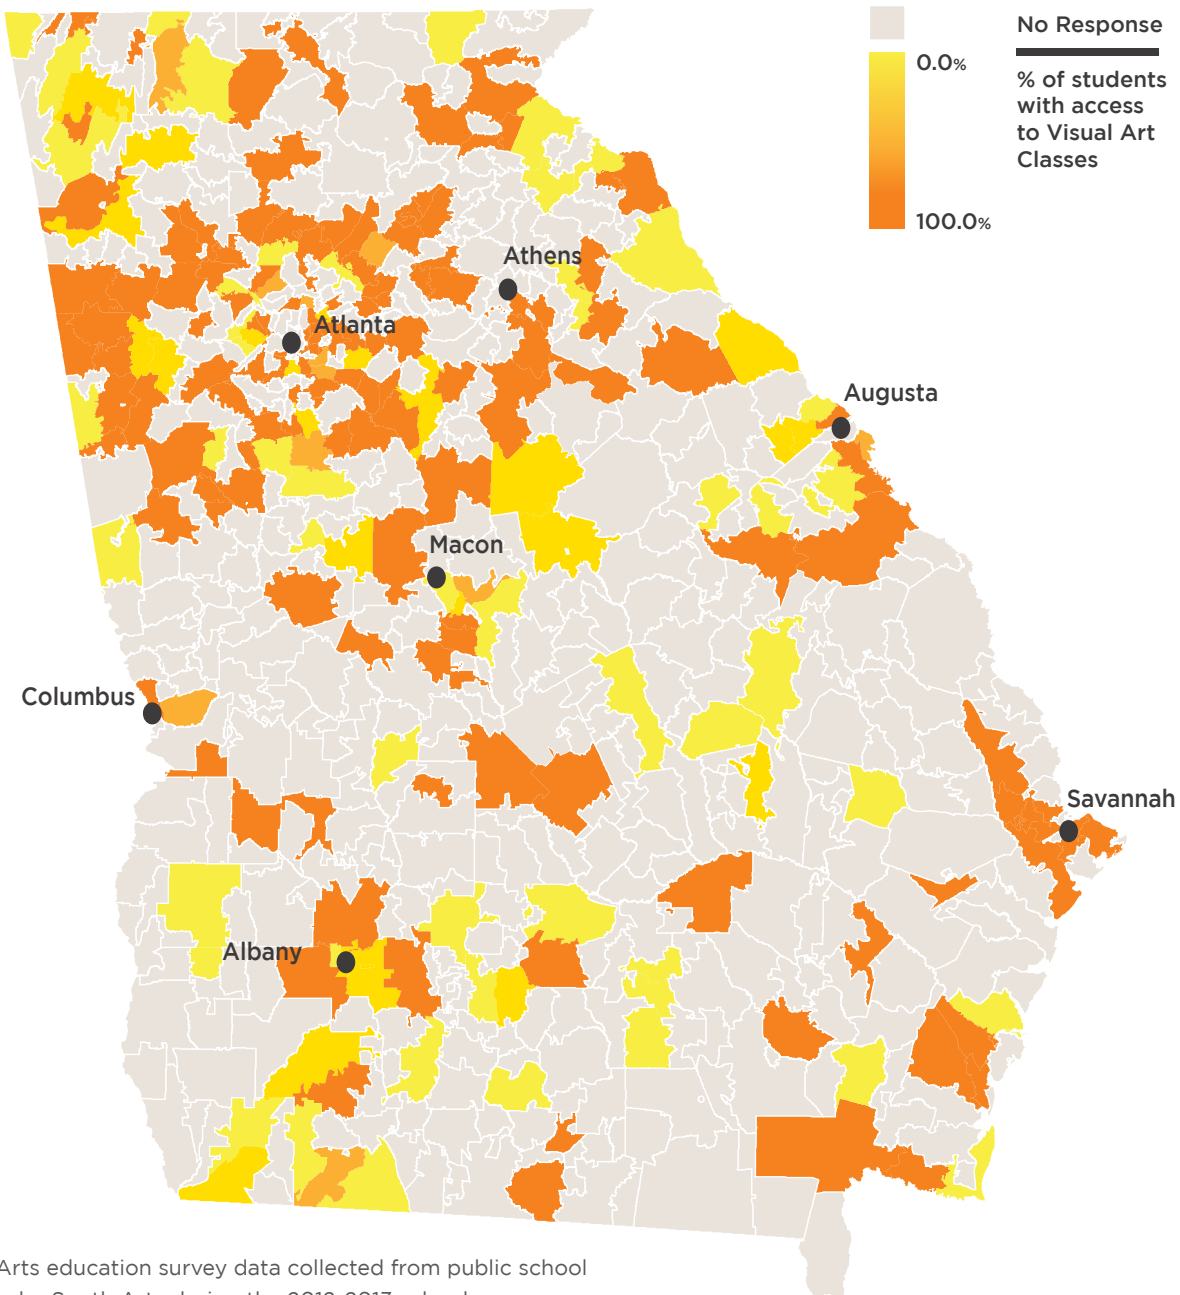 No Response
0.0%
% of students
with access
to Visual Art
Classes
100.0%
Athens
Atlanta
Augusta
Macon
Columbus
Savannah
Albany
Arts education survey data collected from public school